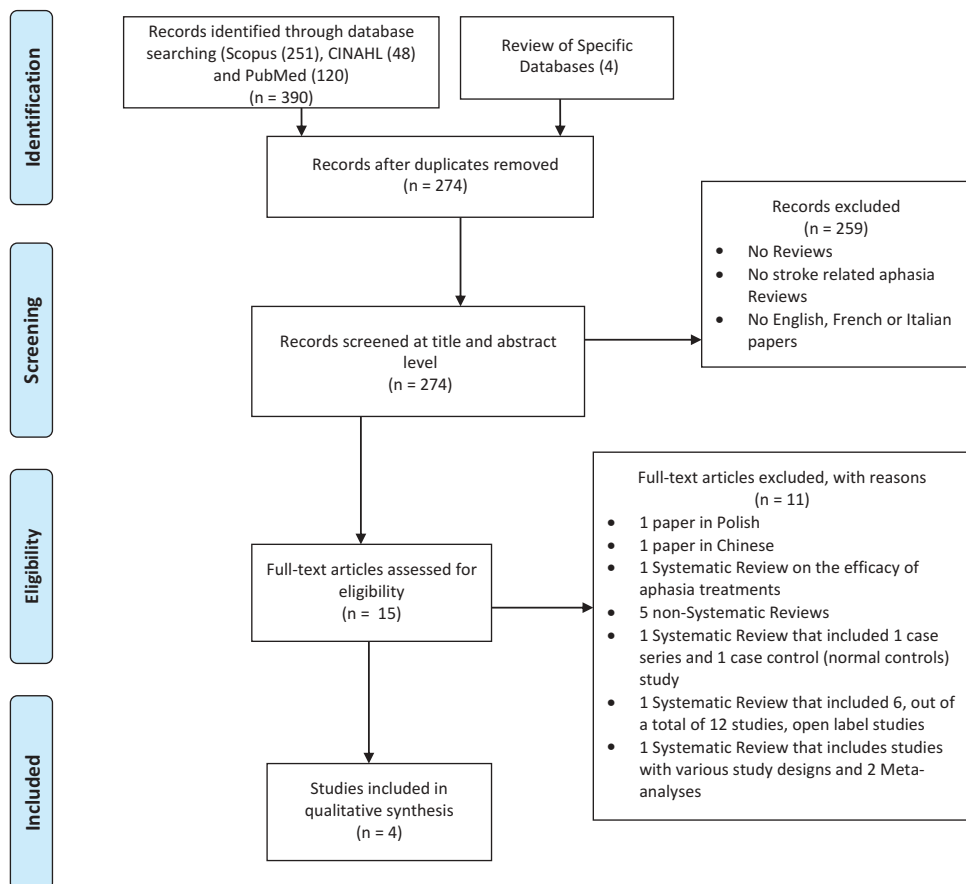 Identification
Records identified through database
searching (Scopus (251), CINAHL (48)
and PubMed (120)
(n = 390)
Review of Specific
Databases (4)
Records after duplicates removed
(n = 274)
Records excluded
(n = 259)
• No Reviews
• No stroke related aphasia
Reviews
• No English, French or Italian
papers
Screening
Records screened at title and abstract
level
(n = 274)
Eligibility
Full-text articles assessed for
eligibility
(n = 15)
Full-text articles excluded, with reasons
(n = 11)
• 1 paper in Polish
• 1 paper in Chinese
• 1 Systematic Review on the efficacy of
aphasia treatments
• 5 non-Systematic Reviews
• 1 Systematic Review that included 1 case
series and 1 case control (normal controls)
study
• 1 Systematic Review that included 6, out of
a total of 12 studies, open label studies
• 1 Systematic Review that includes studies
with various study designs and 2 Meta-
analyses
Included
Studies included in
qualitative synthesis
(n = 4)